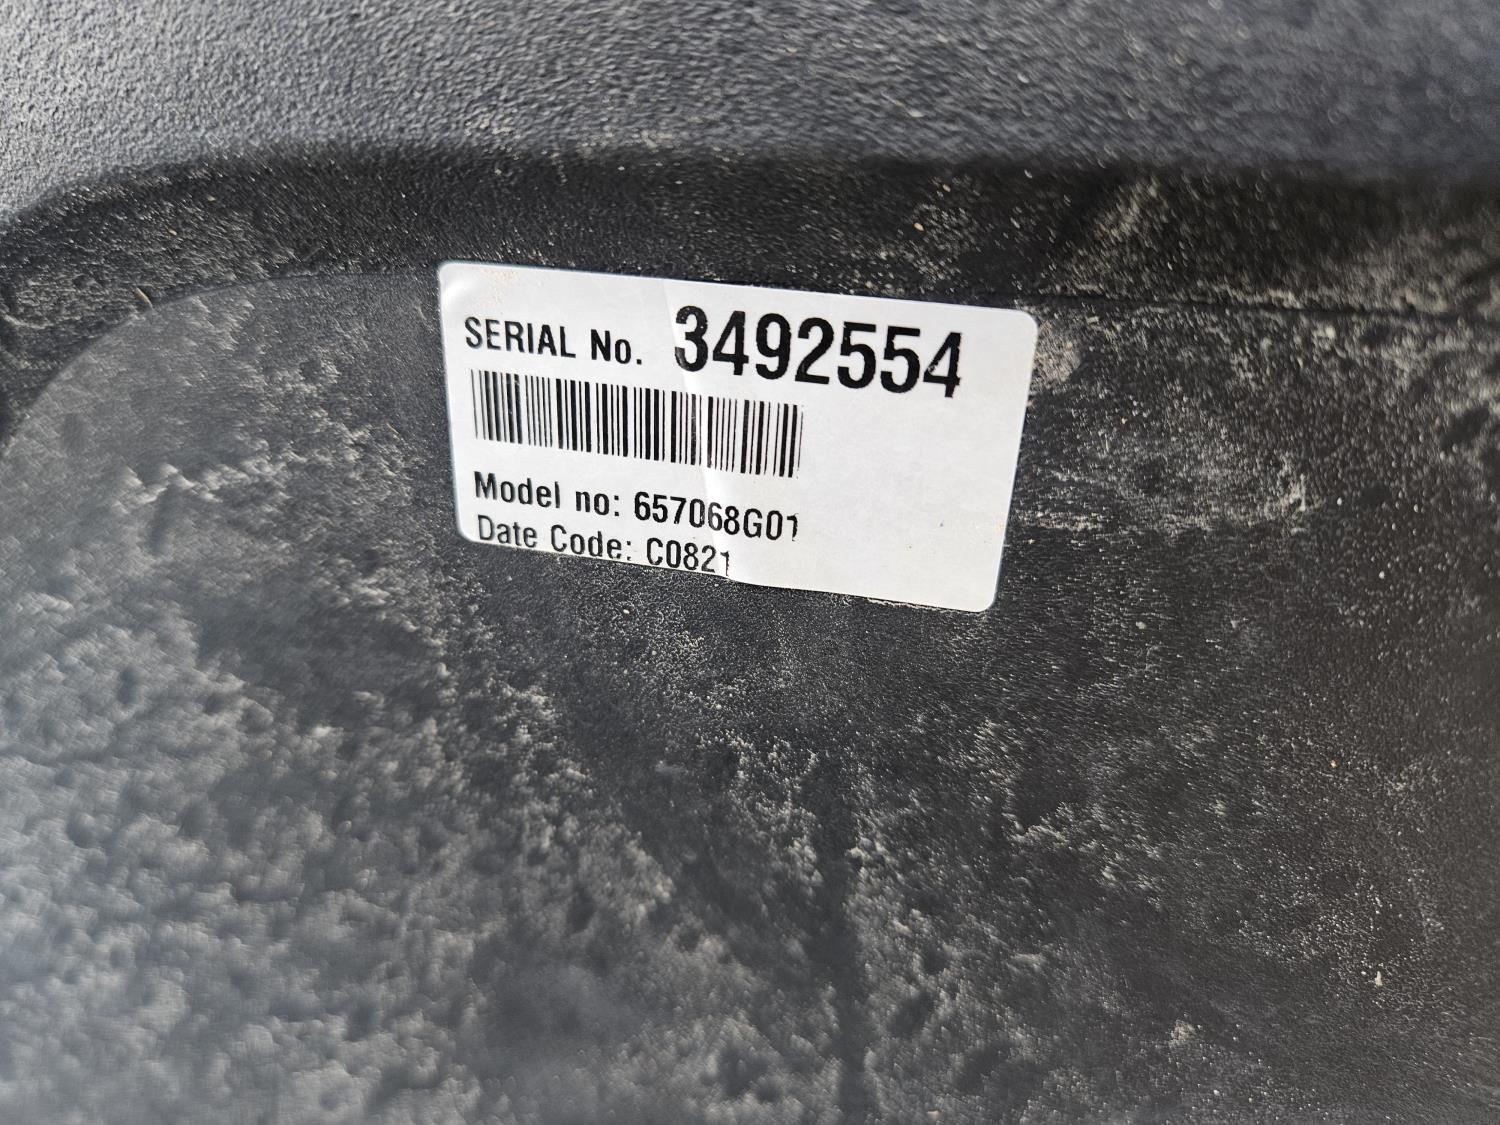 SERIAL No. 3492554
Model no: 657068G01
Date Code: C0821